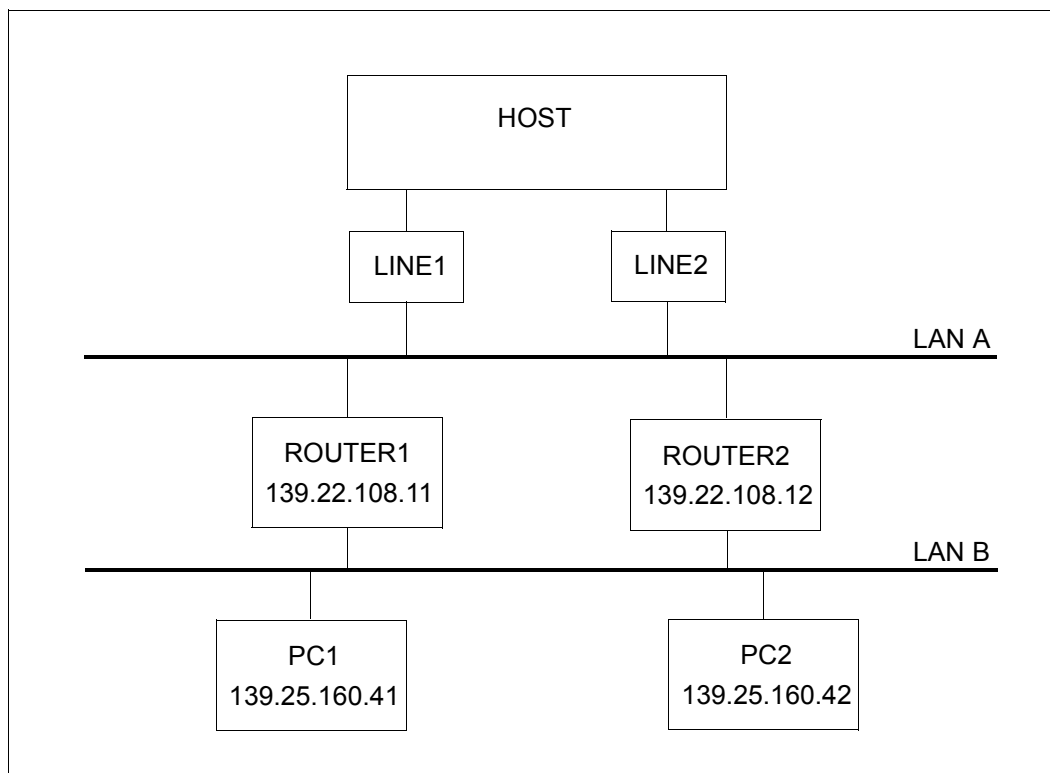 HOST
LINE1
LINE2
LAN A
ROUTER1
139.22.108.11
ROUTER2
139.22.108.12
LAN B
PC1
139.25.160.41
PC2
139.25.160.42